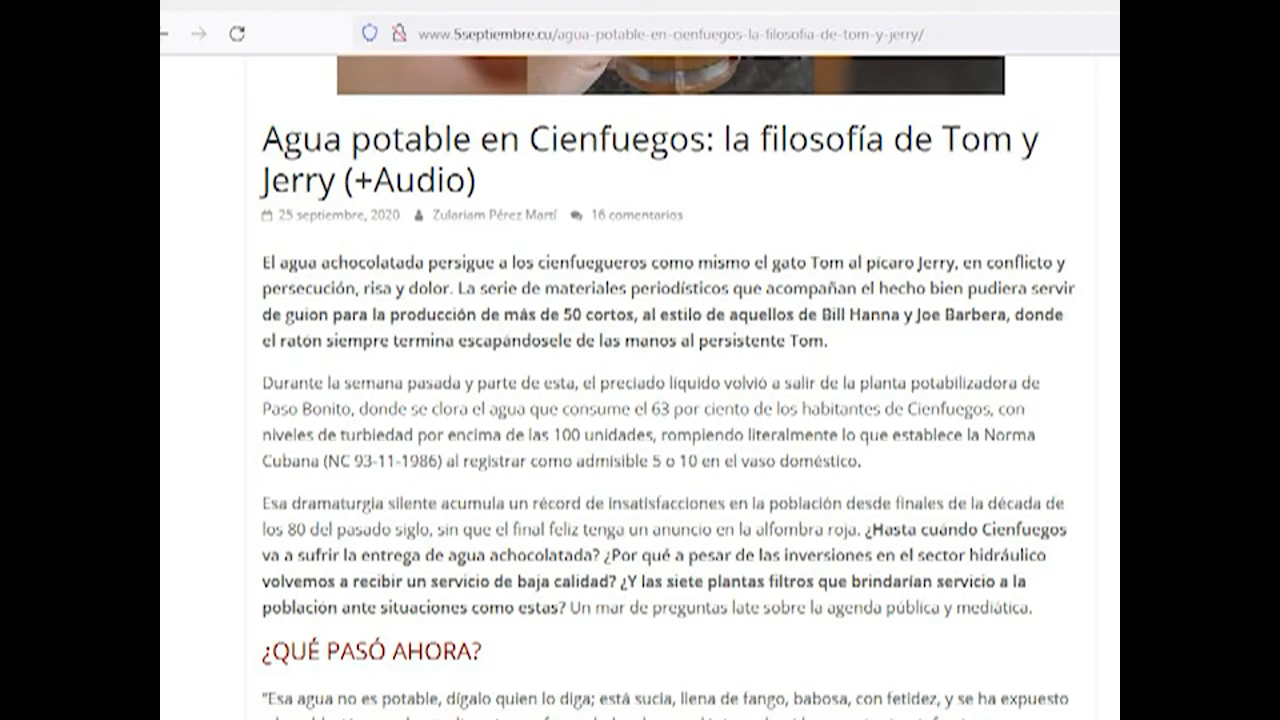 www.5septiembre.cu/agua-potable-en-cienfuegos-la-filosofia-de-tom-y-jerry/
Agua potable en Cienfuegos: la filosofía de Tom y
Jerry (+Audio)
25 septiembre, 2020 Zulariam Pérez Martí 16 comentarios
El agua achocolatada persigue a los cienfuegueros como mismo el gato Tom al pícaro Jerry, en conflicto y
persecución, risa y dolor. La serie de materiales periodísticos que acompañan el hecho bien pudiera servir
de guion para la producción de más de 50 cortos, al estilo de aquellos de Bill Hanna y Joe Barbera, donde
el ratón siempre termina escapándosele de las manos al persistente Tom.
Durante la semana pasada y parte de esta, el preciado líquido volvió a salir de la planta potabilizadora de
Paso Bonito, donde se clora el agua que consume el 63 por ciento de los habitantes de Cienfuegos, con
niveles de turbiedad por encima de las 100 unidades, rompiendo literalmente lo que establece la Norma
Cubana (NC 93-11-1986) al registrar como admisible 5 o 10 en el vaso doméstico.
Esa dramaturgia silente acumula un récord de insatisfacciones en la población desde finales de la década de
los 80 del pasado siglo, sin que el final feliz tenga un anuncio en la alfombra roja. ¿Hasta cuándo Cienfuegos
va a sufrir la entrega de agua achocolatada? ¿Por qué a pesar de las inversiones en el sector hidráulico
volvemos a recibir un servicio de baja calidad? ¿Y las siete plantas filtros que brindarían servicio a la
población ante situaciones como estas? Un mar de preguntas late sobre la agenda pública y mediática.
¿QUÉ PASÓ AHORA?
"Esa agua no es potable, dígalo quien lo diga; está sucia, llena de fango, babosa, con fetidez, y se ha expuesto